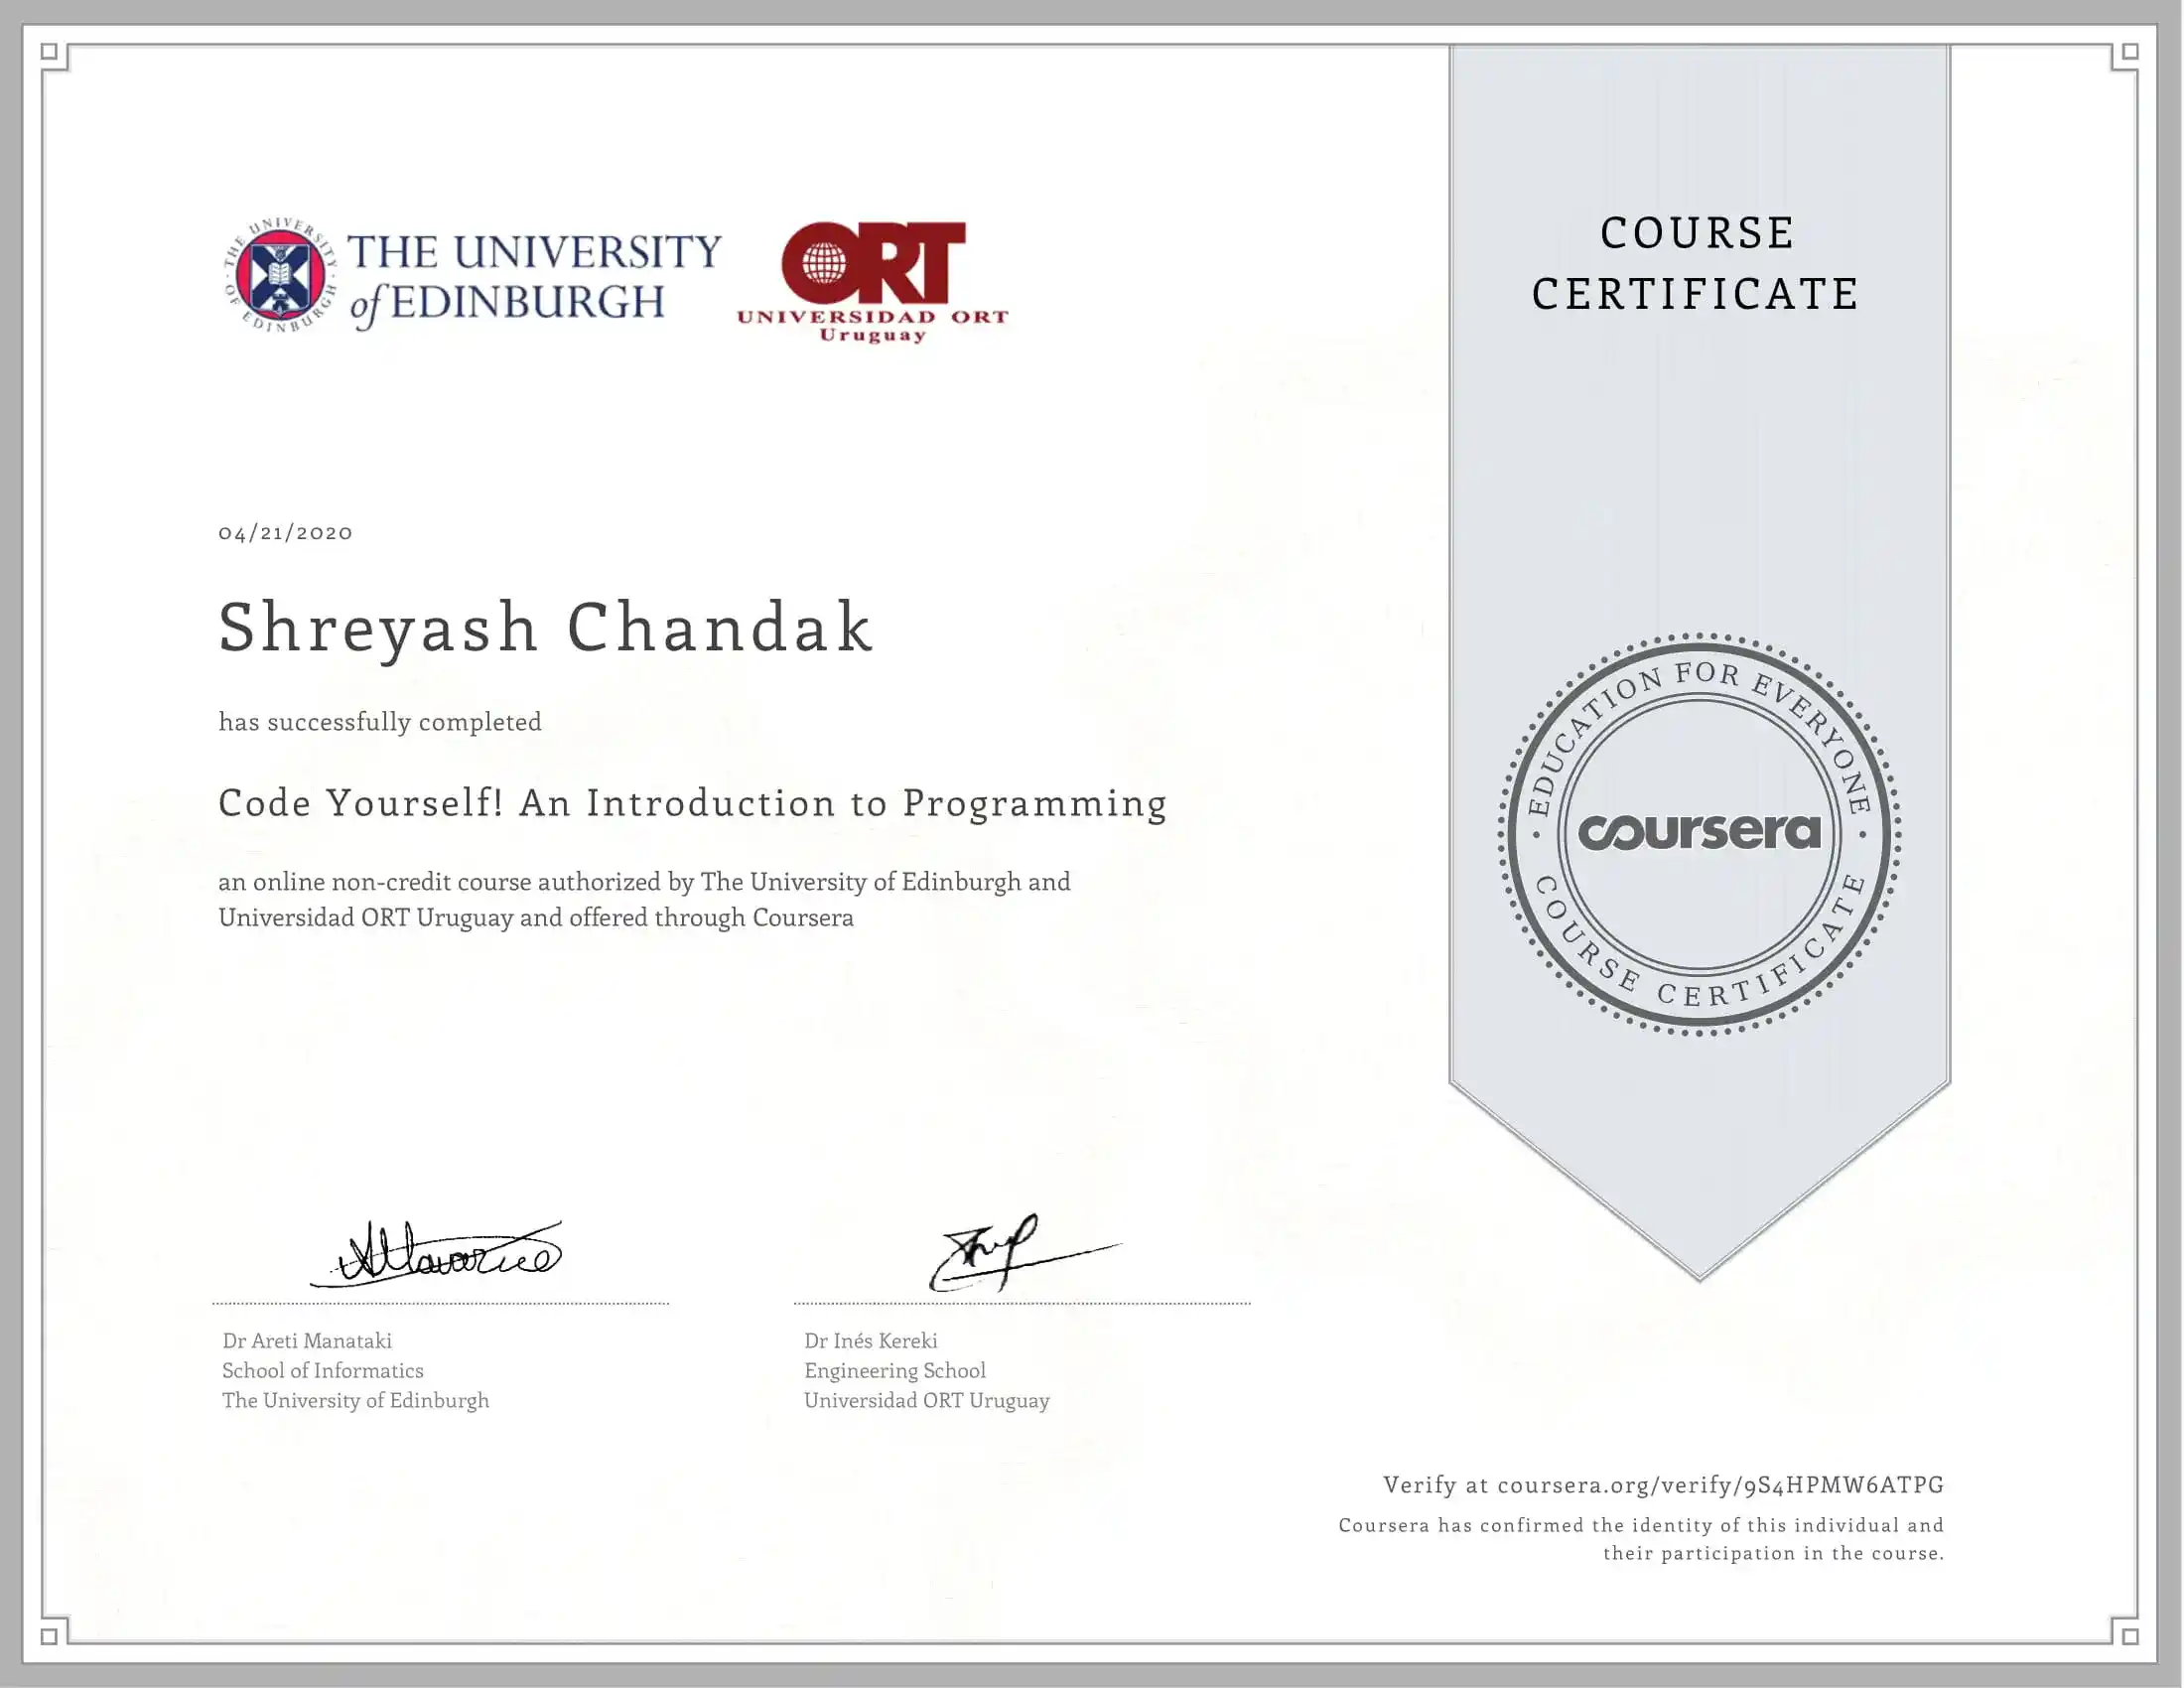 THE UNIVERSITY OF EDINBURGH
THE UNIVERSITY
of EDINBURGH
ORT
UNIVERSIDAD ORT
Uruguay
COURSE
CERTIFICATE
04/21/2020
Shreyash Chandak
has successfully completed
Code Yourself! An Introduction to Programming
an online non-credit course authorized by The University of Edinburgh and
Universidad ORT Uruguay and offered through Coursera
EDUCATION FOR EVERYONE
coursera
COURSE CERTIFICATE
Dr Areti Manataki
School of Informatics
The University of Edinburgh
Dr Inés Kereki
Engineering School
Universidad ORT Uruguay
Verify at coursera.org/verify/9S4HPMW6ATPG
Coursera has confirmed the identity of this individual and
their participation in the course.